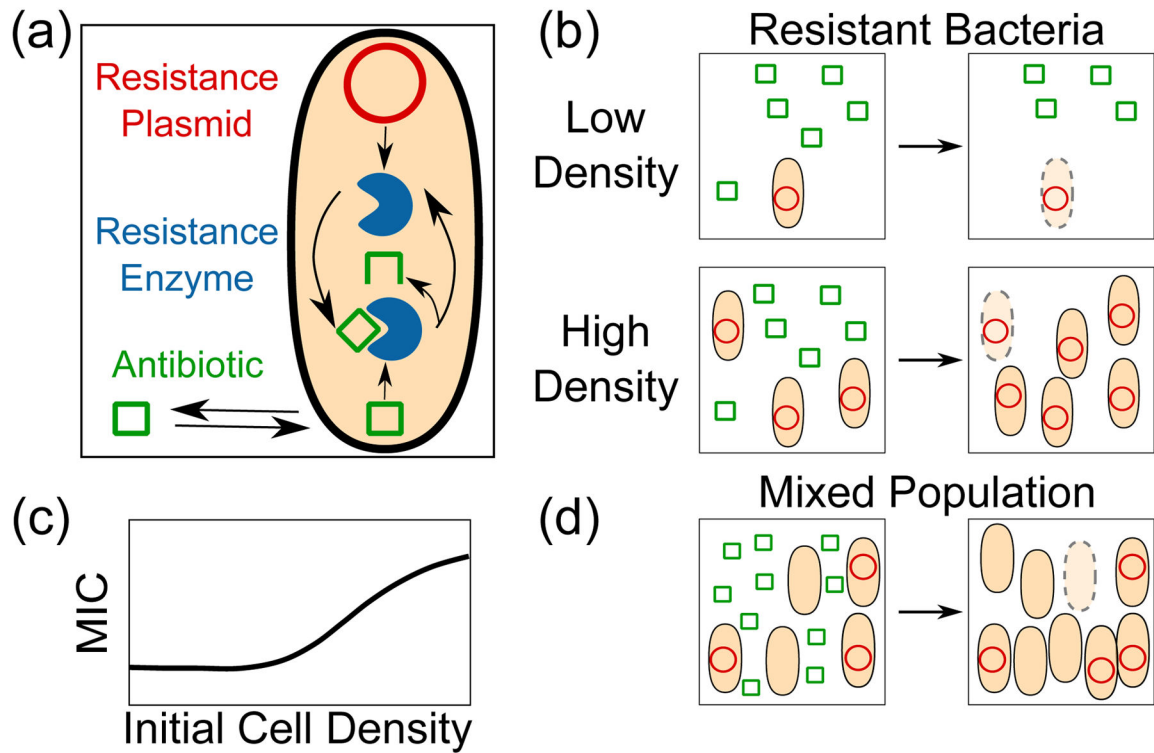 (a)
Resistance
Plasmid
Resistance
Enzyme
Antibiotic
(b)
Resistant Bacteria
Low
Density
High
Density
(c)
MIC
Initial Cell Density
(d)
Mixed Population